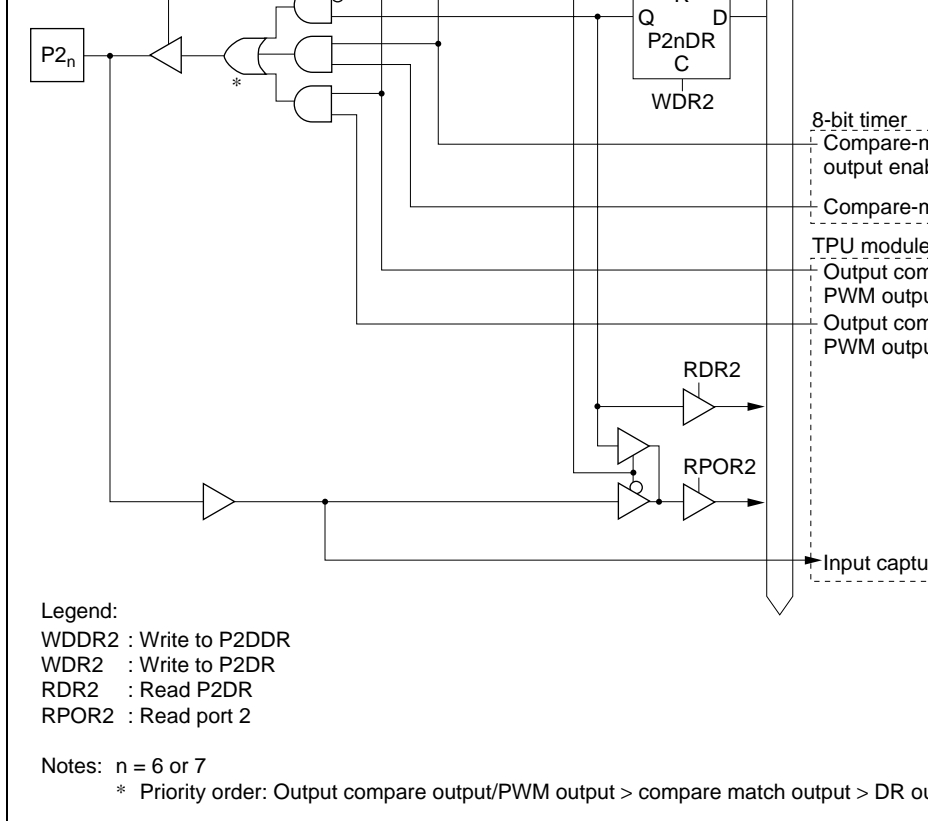 Q D
P2n
P2nDR
C
*
WDR2
8-bit timer
Compare-m
output enab
Compare-m
TPU module
Output com
PWM outpu
Output com
PWM outpu
RDR2
RPOR2
Input captu
Legend:
WDDR2 : Write to P2DDR
WDR2 : Write to P2DR
RDR2 : Read P2DR
RPOR2 : Read port 2
Notes: n = 6 or 7
* Priority order: Output compare output/PWM output > compare match output > DR ou